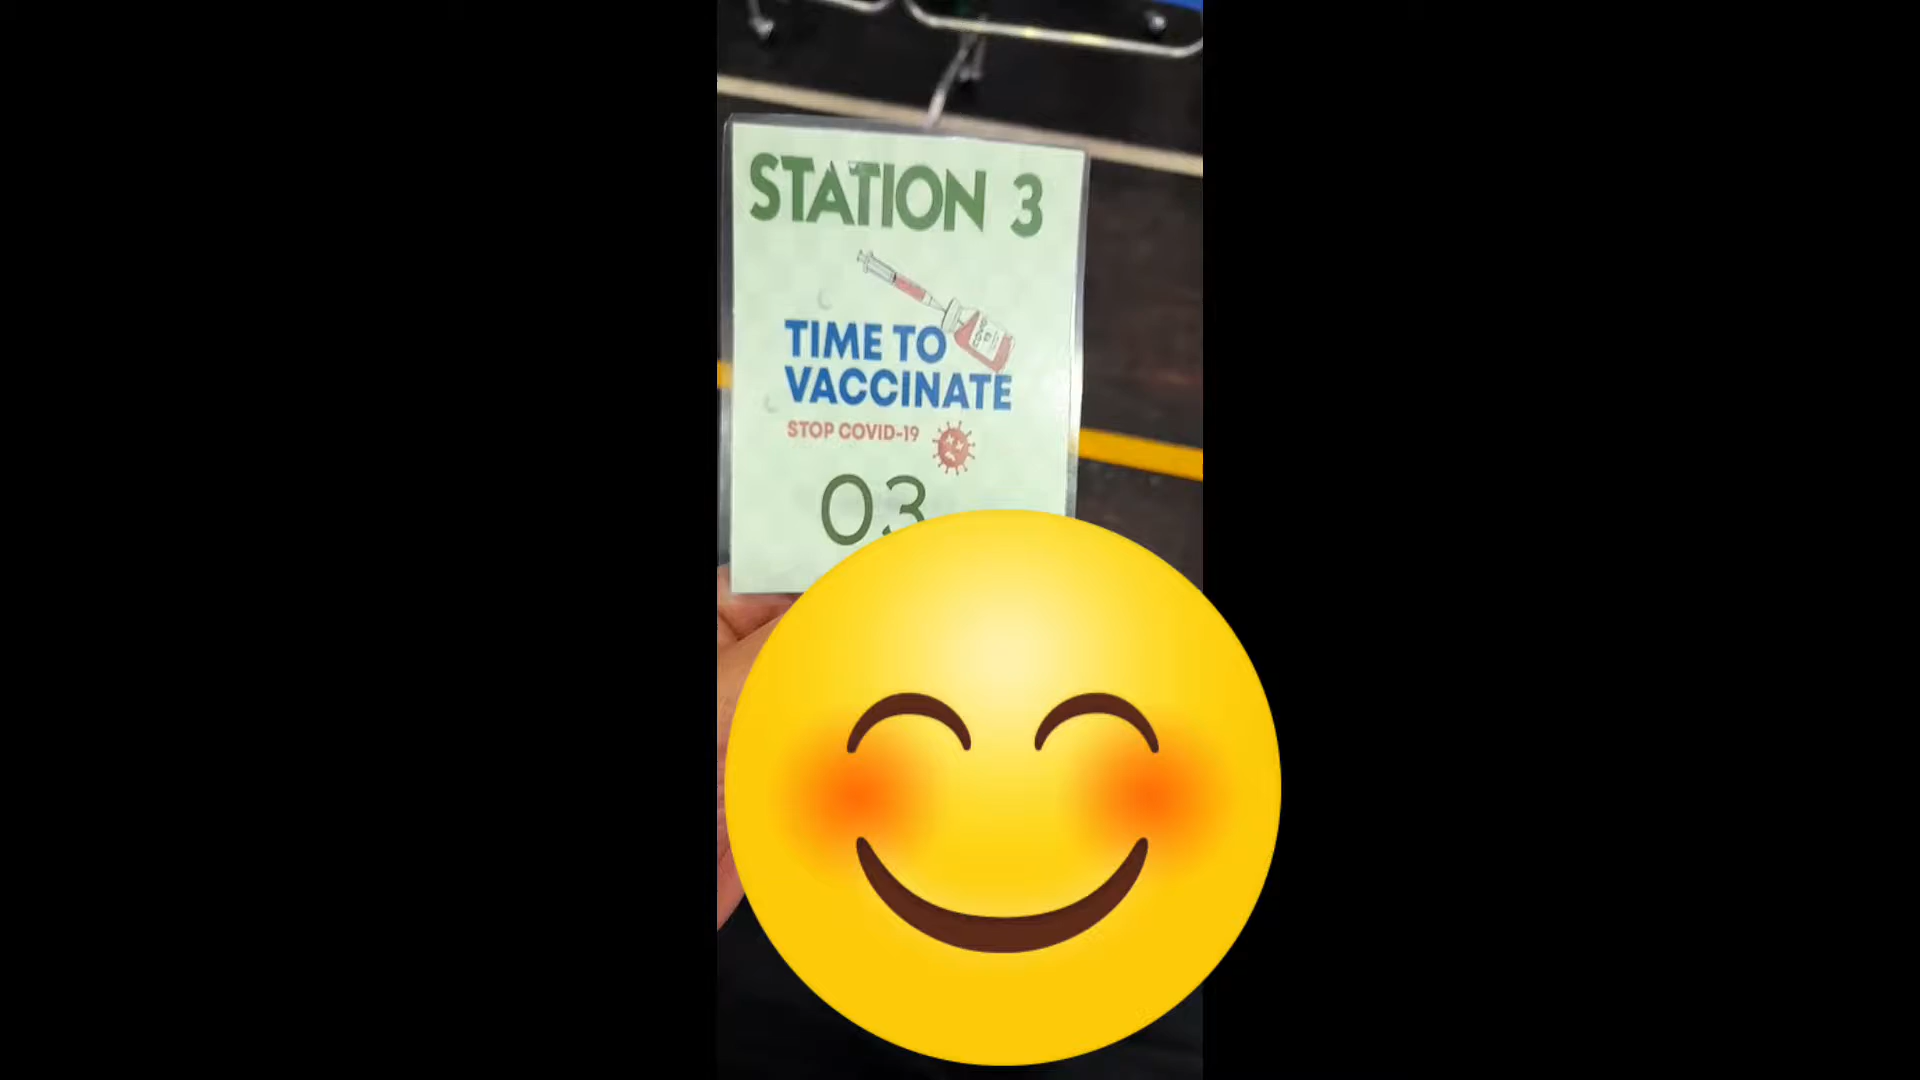 STATION 3
TIME TO
VACCINATE
STOP COVID-19
03